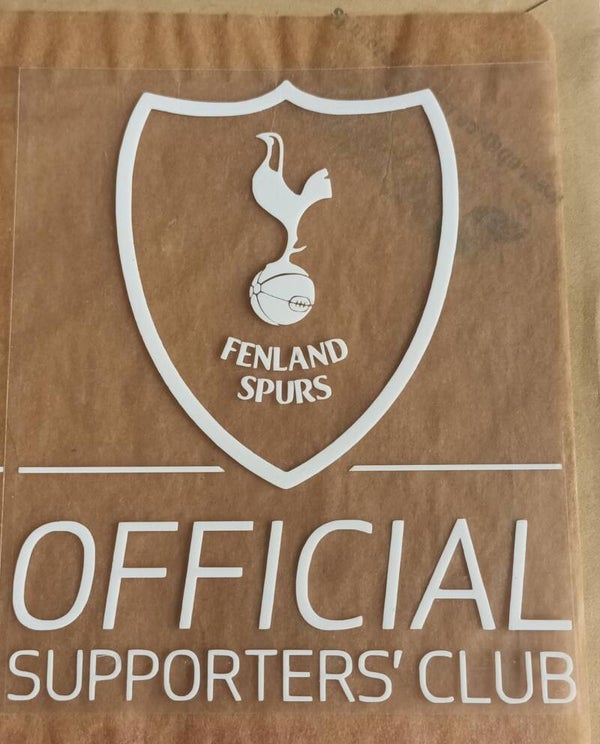 FENLAND
SPURS
OFFICIAL
SUPPORTERS' CLUB